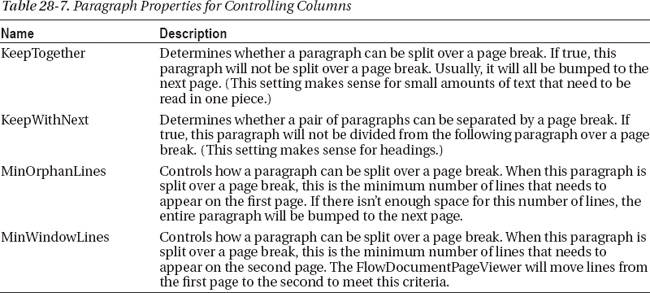 Table 28-7. Paragraph Properties for Controlling Columns
Name Description
KeepTogether Determines whether a paragraph can be split over a page break. If true, this
paragraph will not be split over a page break. Usually, it will all be bumped to the
next page. (This setting makes sense for small amounts of text that need to be
read in one piece.)
KeepWithNext Determines whether a pair of paragraphs can be separated by a page break. If
true, this paragraph will not be divided from the following paragraph over a page
break. (This setting makes sense for headings.)
MinOrphanLines Controls how a paragraph can be split over a page break. When this paragraph is
split over a page break, this is the minimum number of lines that needs to
appear on the first page. If there isn't enough space for this number of lines, the
entire paragraph will be bumped to the next page.
MinWindowLines Controls how a paragraph can be split over a page break. When this paragraph is
split over a page break, this is the minimum number of lines that needs to
appear on the second page. The FlowDocumentPageViewer will move lines from
the first page to the second to meet this criteria.